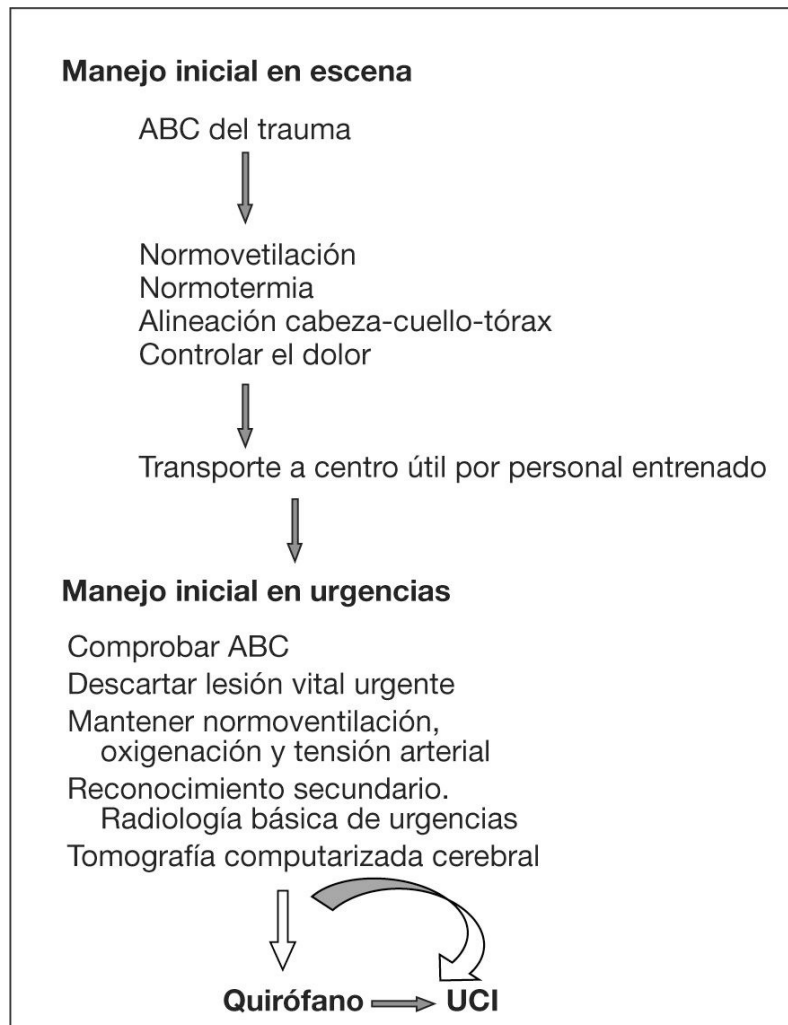 Manejo inicial en escena
ABC del trauma
Normovetilación
Normotermia
Alineación cabeza-cuello-tórax
Controlar el dolor
Transporte a centro útil por personal entrenado
Manejo inicial en urgencias
Comprobar ABC
Descartar lesión vital urgente
Mantener normoventilación,
oxigenación y tensión arterial
Reconocimiento secundario.
Radiología básica de urgencias
Tomografía computarizada cerebral
Quirófano UCI